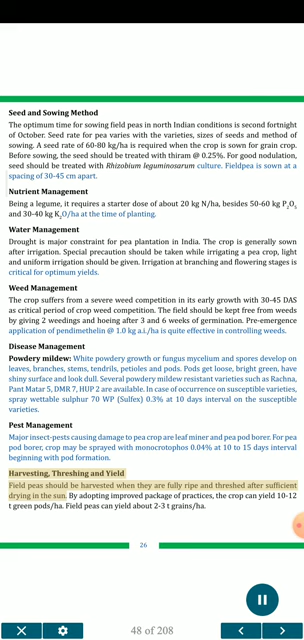 Seed and Sowing Method
The optimum time for sowing field peas in north Indian conditions is second fortnight
of October. Seed rate for pea varies with the varieties, sizes of seeds and method of
sowing. A seed rate of 60-80 kg/ha is required when the crop is sown for grain crop.
Before sowing, the seed should be treated with thiram @ 0.25%. For good nodulation,
seed should be treated with Rhizobium leguminosarum culture. Fieldpea is sown at a
spacing of 30-45 cm apart.
Nutrient Management
Being a legume, it requires a starter dose of about 20 kg N/ha, besides 50-60 kg P2O5
and 30-40 kg K2O/ha at the time of planting.
Water Management
Drought is major constraint for pea plantation in India. The crop is generally sown
after irrigation. Special precaution should be taken while irrigating a pea crop, light
and uniform irrigation should be given. Irrigation at branching and flowering stages is
critical for optimum yields.
Weed Management
The crop suffers from a severe weed competition in its early growth with 30-45 DAS
as critical period of crop weed competition. The field should be kept free from weeds
by giving 2 weedings and hoeing after 3 and 6 weeks of germination. Pre-emergence
application of pendimethelin @ 1.0 kg a.i./ha is quite effective in controlling weeds.
Disease Management
Powdery mildew: White powdery growth or fungus mycelium and spores develop on
leaves, branches, stems, tendrils, petioles and pods. Pods get loose, bright green, have
shiny surface and look dull. Several powdery mildew resistant varieties such as Rachna,
Pant Matar 5, DMR 7, HUP 2 are available. In case of occurrence on susceptible varieties,
spray wettable sulphur 70 WP (Sulfex) 0.3% at 10 days interval on the susceptible
varieties.
Pest Management
Major insect-pests causing damage to pea crop are leaf miner and pea pod borer. For pea
pod borer, crop may be sprayed with monocrotophos 0.04% at 10 to 15 days interval
beginning with pod formation.
Harvesting, Threshing and Yield
Field peas should be harvested when they are fully ripe and threshed after sufficient
drying in the sun. By adopting improved package of practices, the crop can yield 10-12
t green pods/ha. Field peas can yield about 2-3 t grains/ha.
26
48 of 208